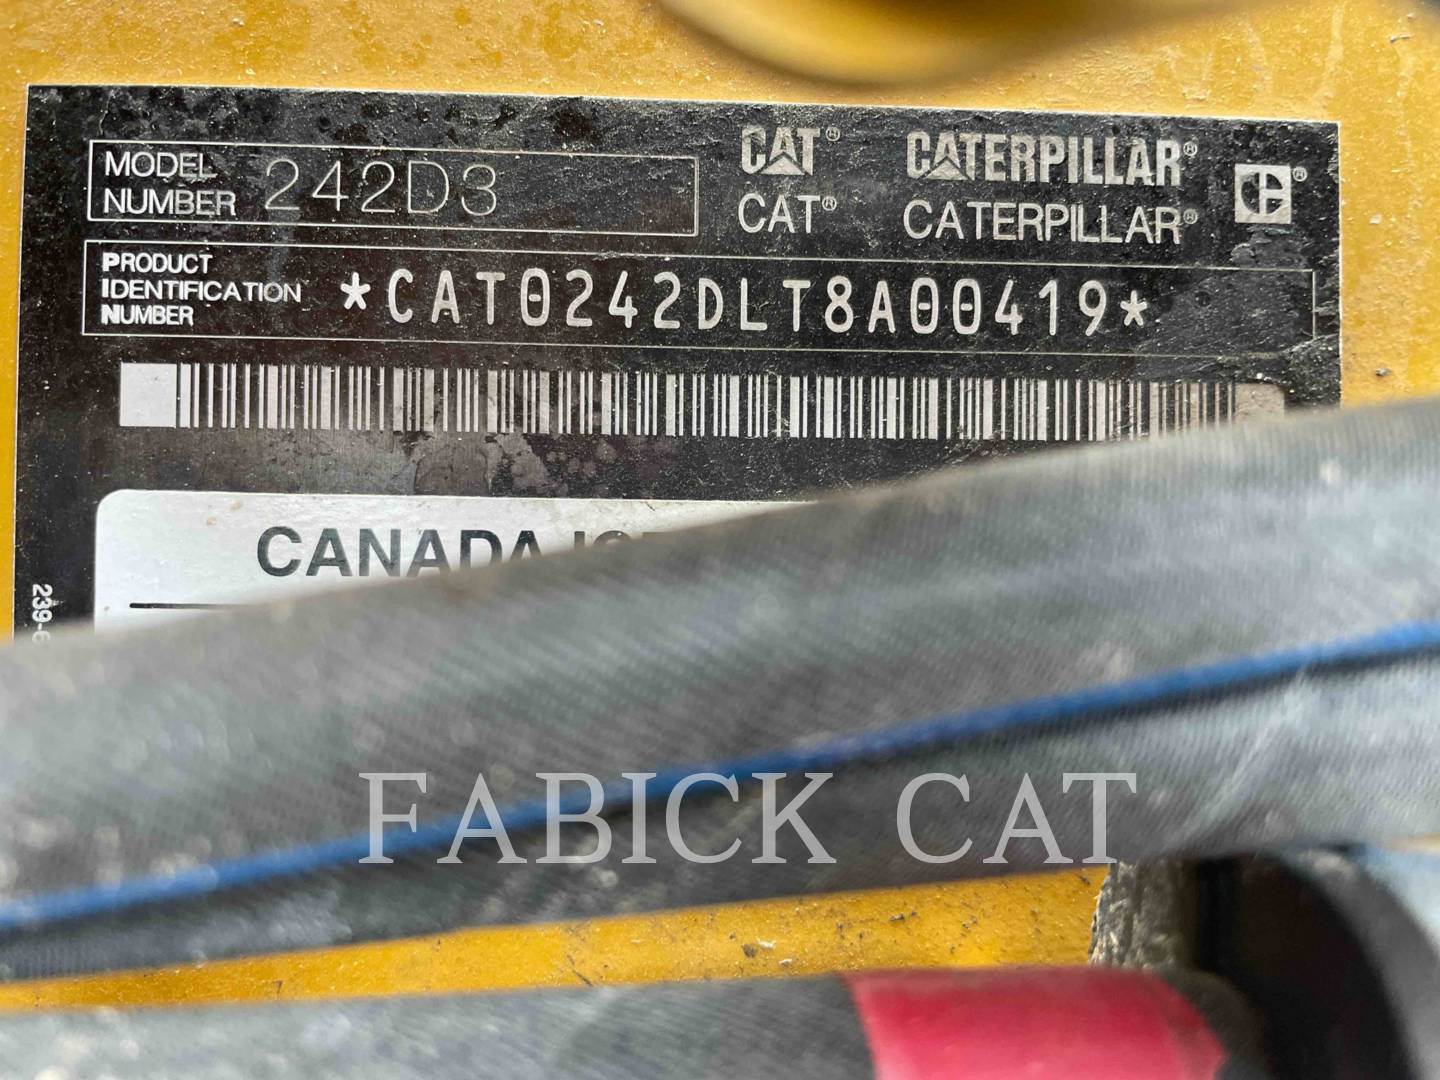 MODEL NUMBER 242D3
CAT® CATERPILLAR®
CAT® CATERPILLAR®
PRODUCT IDENTIFICATION NUMBER *CAT0242DLT8A00419*
CANADA
FABICK CAT